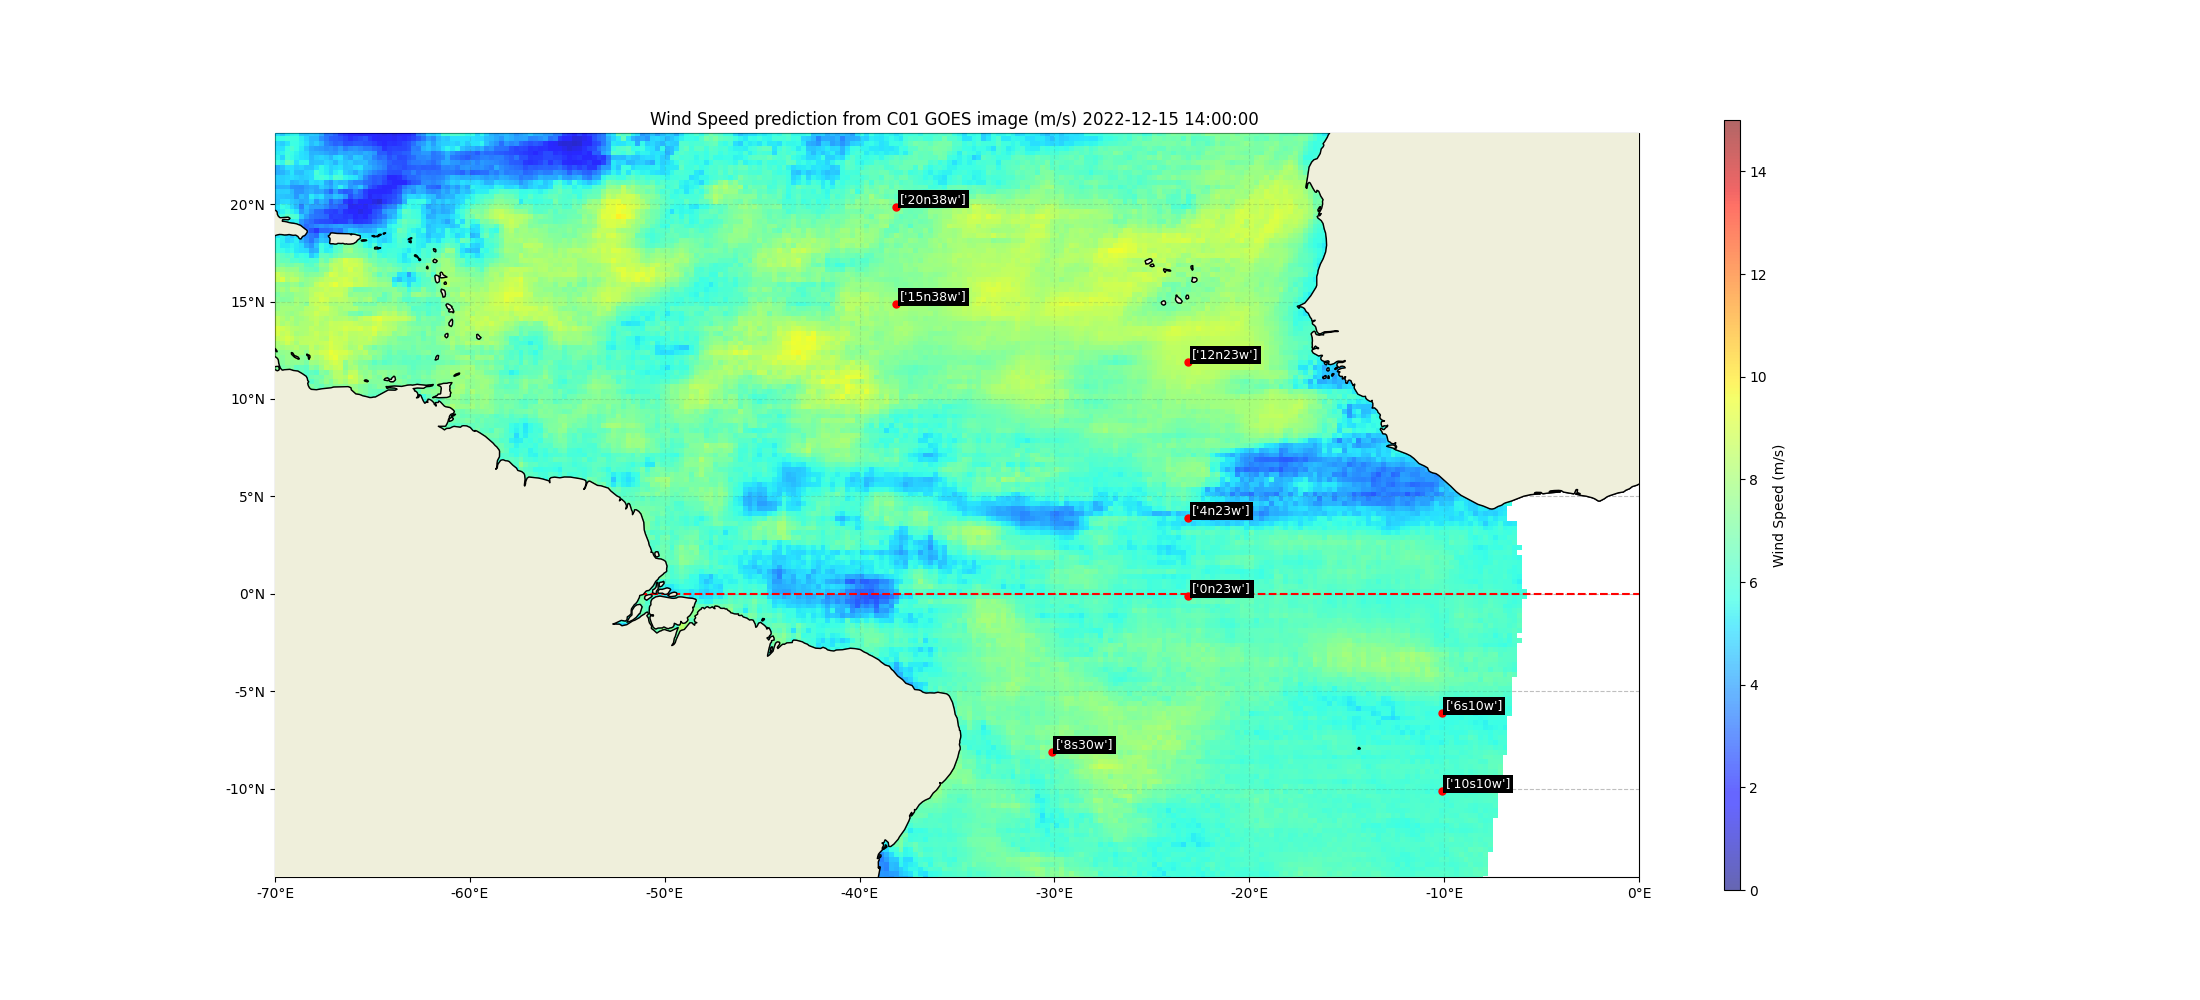 Wind Speed prediction from C01 GOES image (m/s) 2022-12-15 14:00:00
20°N
15°N
10°N
5°N
0°N
-5°N
-10°N
-70°E
-60°E
-50°E
-40°E
-30°E
-20°E
-10°E
0°E
['20n38w']
['15n38w']
['12n23w']
['4n23w']
['0n23w']
['6s10w']
['8s30w']
['10s10w']
14
12
10
8
6
4
2
0
Wind Speed (m/s)